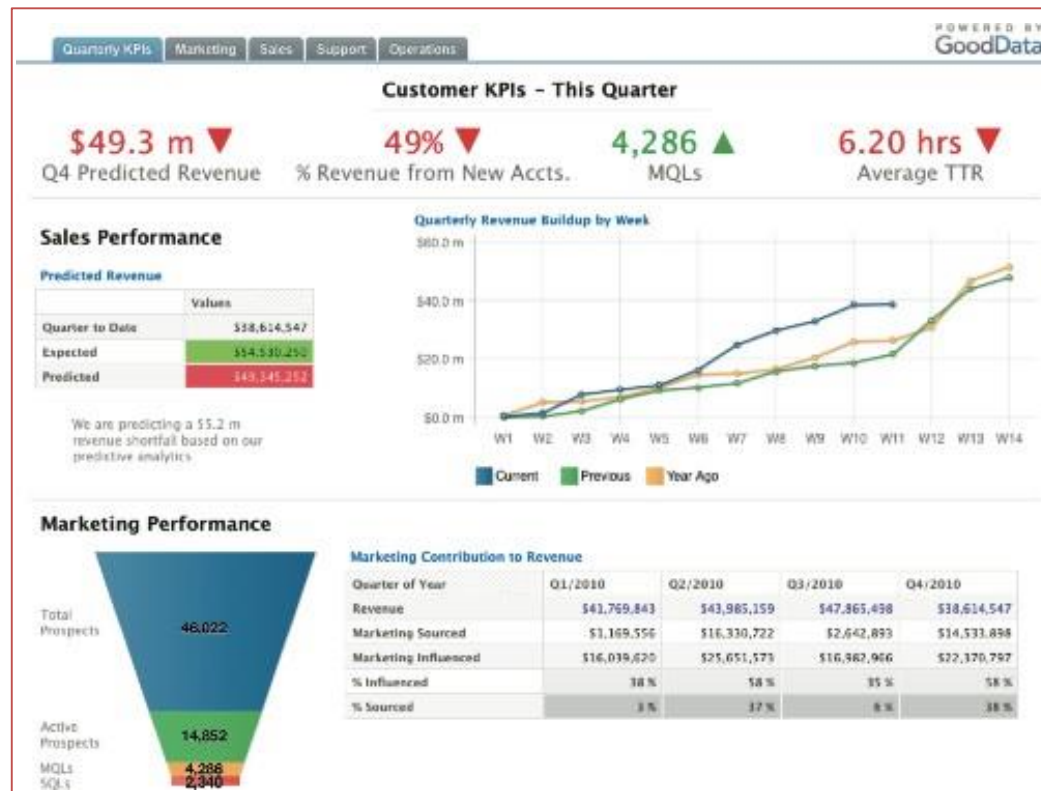 POWERED BY
GoodData
Quarterly KPIs Marketing Sales Support Operations
Customer KPIs – This Quarter
$49.3 m ▼ 49% ▼ 4,286 ▲ 6.20 hrs ▼
Q4 Predicted Revenue % Revenue from New Accts. MQLs Average TTR
Sales Performance
Predicted Revenue
Values
Quarter to Date $38,614,547
Expected $54,530,250
Predicted $49,345,252
We are predicting a $5.2 m
revenue shortfall based on our
predictive analytics
Quarterly Revenue Buildup by Week
$60.0 m
$40.0 m
$20.0 m
$0.0 m
W1 W2 W3 W4 W5 W6 W7 W8 W9 W10 W11 W12 W13 W14
Current Previous Year Ago
Marketing Performance
Total
Prospects
46,022
Active
Prospects
14,852
MQLs 4,286
SQLs 2,340
Marketing Contribution to Revenue
Quarter of Year Q1/2010 Q2/2010 Q3/2010 Q4/2010
Revenue $41,769,843 $43,985,159 $47,865,498 $38,614,547
Marketing Sourced $1,169,556 $16,330,722 $2,642,893 $14,533,898
Marketing Influenced $16,039,620 $25,651,573 $16,982,966 $22,370,797
% Influenced 38 % 58 % 35 % 58 %
% Sourced 3 % 37 % 6 % 38 %